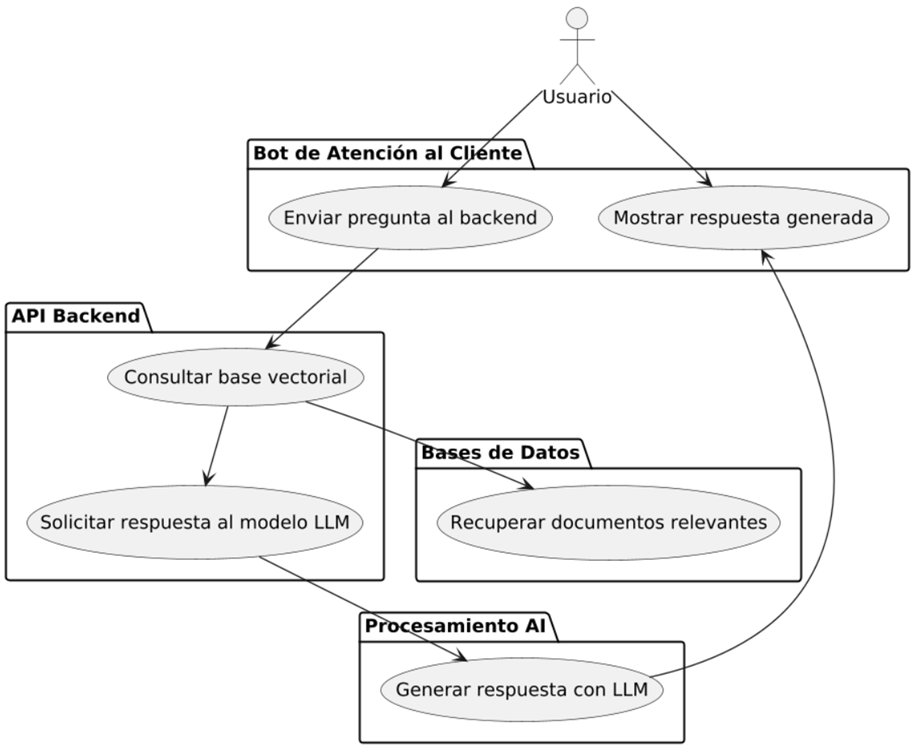 Usuario
Bot de Atención al Cliente
Enviar pregunta al backend
Mostrar respuesta generada
API Backend
Consultar base vectorial
Bases de Datos
Solicitar respuesta al modelo LLM
Recuperar documentos relevantes
Procesamiento AI
Generar respuesta con LLM